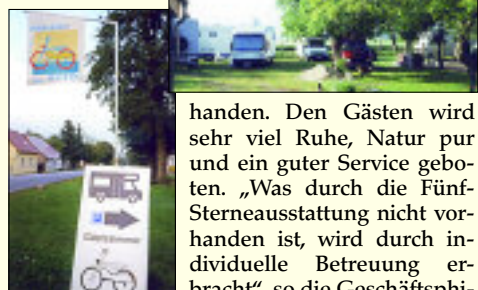 handen. Den Gästen wird
sehr viel Ruhe, Natur pur
und ein guter Service gebo-
ten. „Was durch die Fünf-
Sterneausstattung nicht vor-
handen ist, wird durch in-
dividuelle Betreuung er-
bracht“, so die Geschäftsphi-